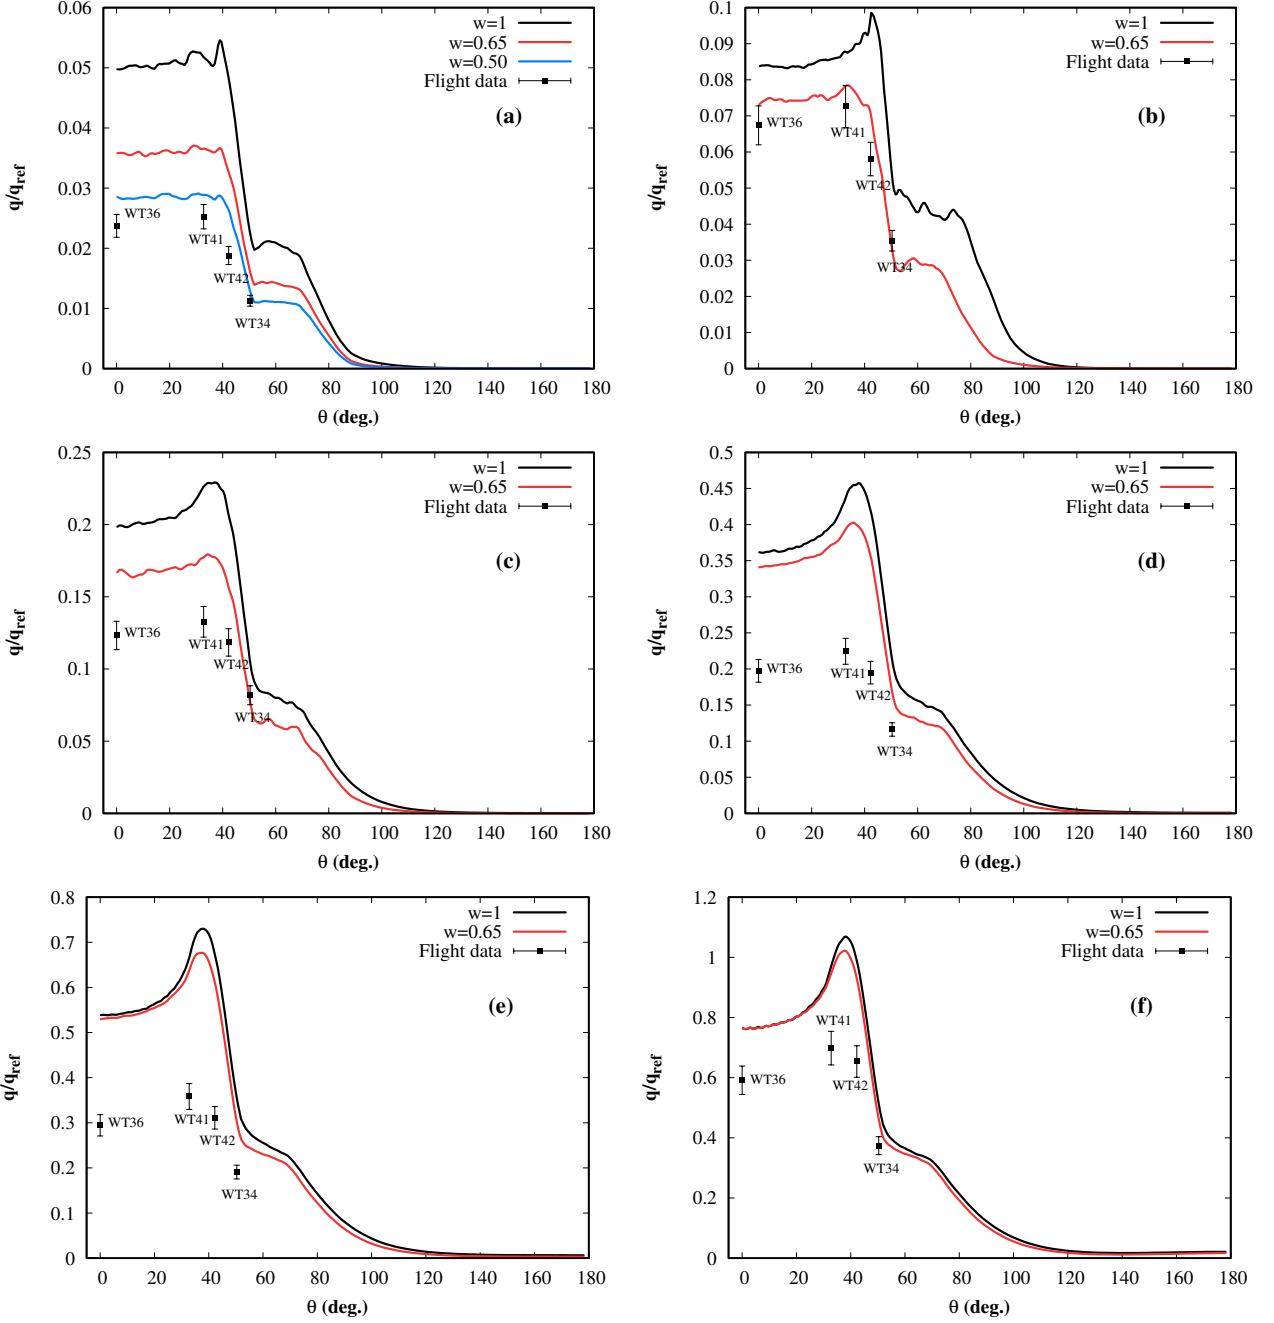 0.06
0.05
0.04
0.03
0.02
0.01
0
q/qref
w=1
w=0.65
w=0.50
Flight data
(a)
WT36
WT41
WT42
WT34
0 20 40 60 80 100 120 140 160 180
θ (deg.)
0.1
0.09
0.08
0.07
0.06
0.05
0.04
0.03
0.02
0.01
0
q/qref
w=1
w=0.65
Flight data
(b)
WT36
WT41
WT42
WT34
0 20 40 60 80 100 120 140 160 180
θ (deg.)
0.25
0.2
0.15
0.1
0.05
0
q/qref
w=1
w=0.65
Flight data
(c)
WT36
WT41
WT42
WT34
0 20 40 60 80 100 120 140 160 180
θ (deg.)
0.5
0.45
0.4
0.35
0.3
0.25
0.2
0.15
0.1
0.05
0
q/qref
w=1
w=0.65
Flight data
(d)
WT36
WT41
WT42
WT34
0 20 40 60 80 100 120 140 160 180
θ (deg.)
0.8
0.7
0.6
0.5
0.4
0.3
0.2
0.1
0
q/qref
w=1
w=0.65
Flight data
(e)
WT36
WT41
WT42
WT34
0 20 40 60 80 100 120 140 160 180
θ (deg.)
1.2
1
0.8
0.6
0.4
0.2
0
q/qref
w=1
w=0.65
Flight data
(f)
WT41
WT36
WT42
WT34
0 20 40 60 80 100 120 140 160 180
θ (deg.)